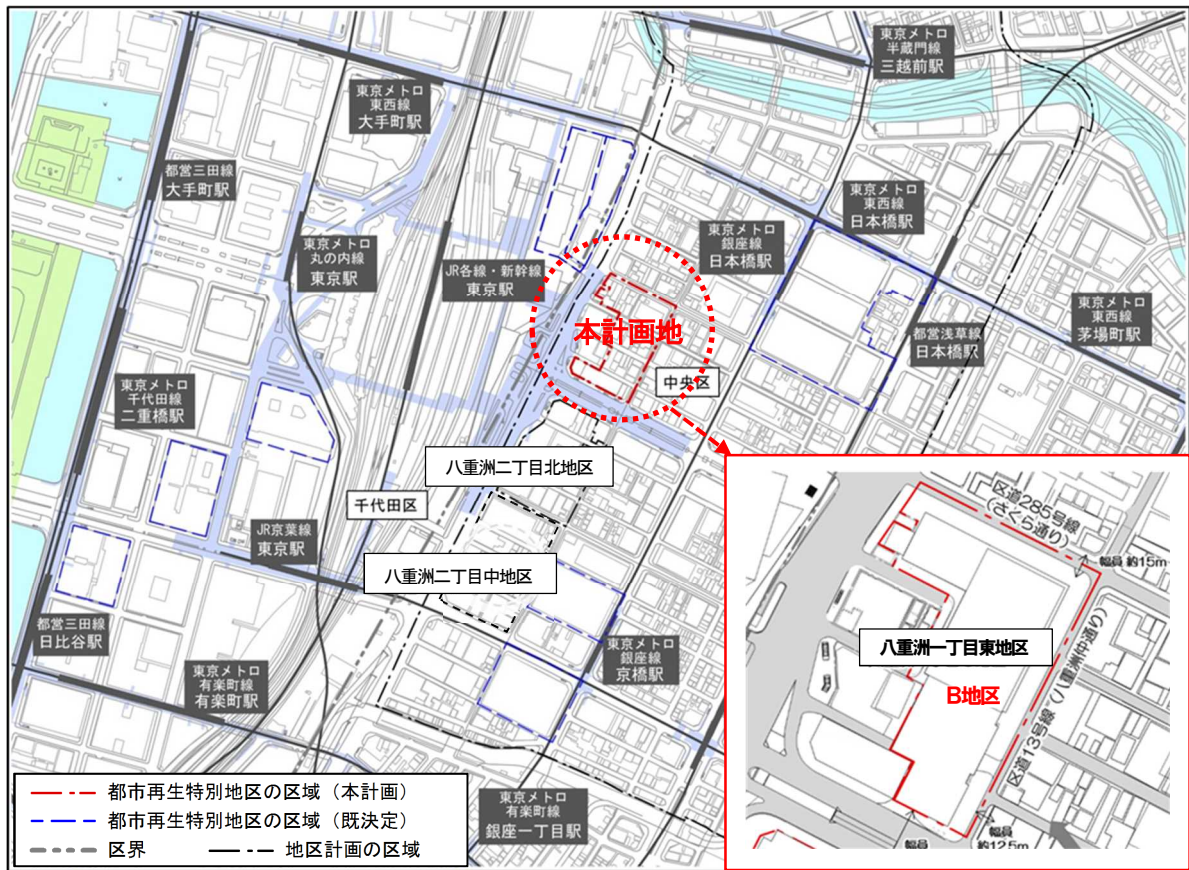 東京メトロ
半蔵門線
三越前駅
東京メトロ
東西線
大手町駅
都営三田線
大手町駅
東京メトロ
東西線
日本橋駅
東京メトロ
銀座線
日本橋駅
東京メトロ
丸の内線
東京駅
JR各線・新幹線
東京駅
東京メトロ
東西線
茅場町駅
本計画地
都営浅草線
日本橋駅
中央区
東京メトロ
千代田線
二重橋駅
八重洲二丁目北地区
千代田区
JR京葉線
東京駅
八重洲二丁目中地区
都営三田線
日比谷駅
東京メトロ
有楽町線
有楽町駅
東京メトロ
銀座線
京橋駅
東京メトロ
有楽町線
銀座一丁目駅
区道285号線
(さくら通り)
幅員 約15m
八重洲一丁目東地区
B地区
区道13号線(八重洲仲通り)
幅員
幅員
約12.5m
都市再生特別地区の区域(本計画)
都市再生特別地区の区域(既決定)
区界
地区計画の区域